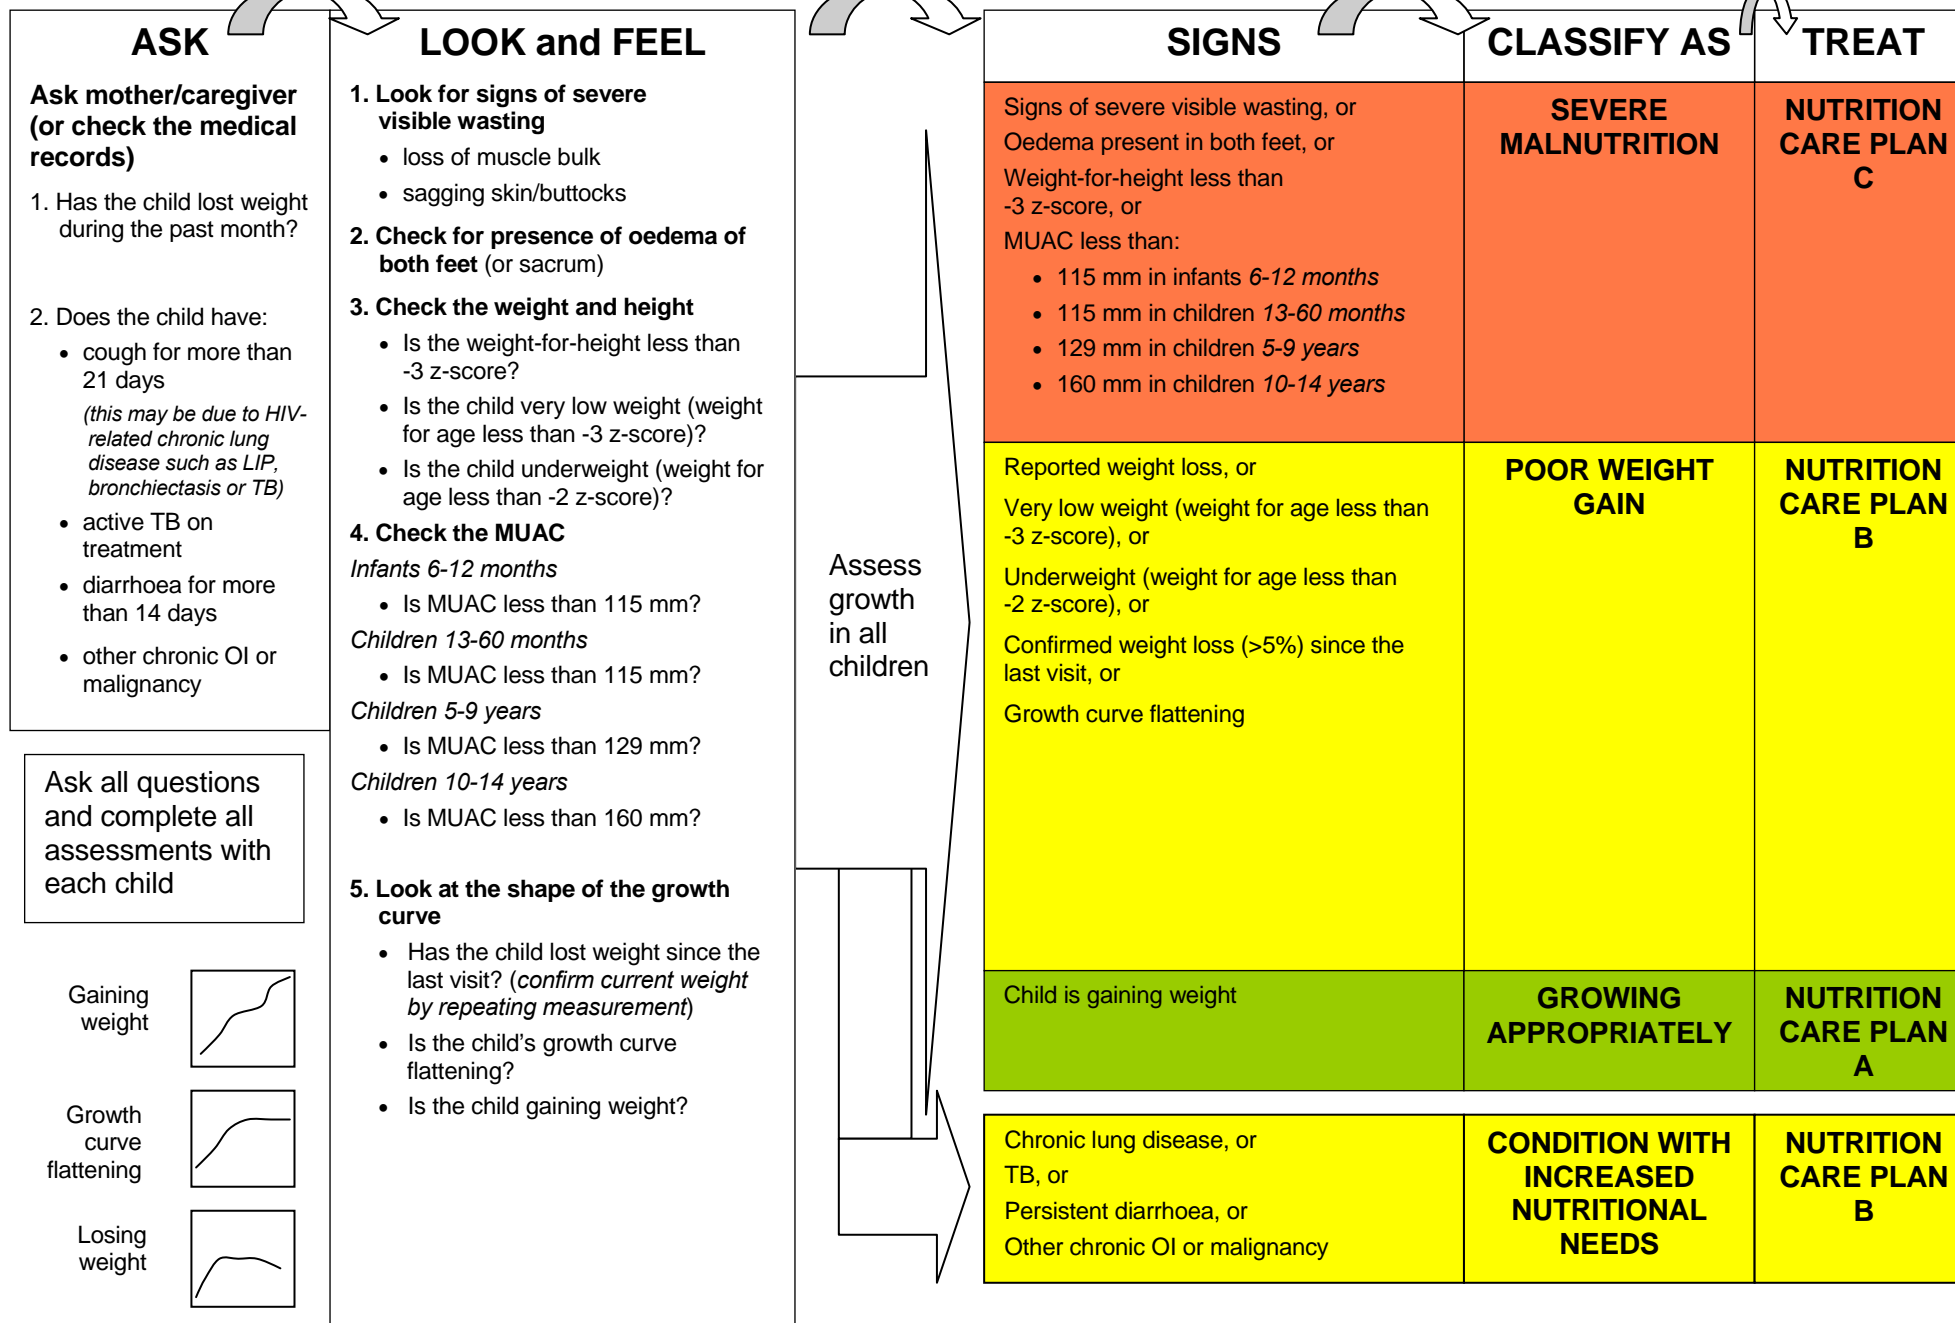 ASK
Ask mother/caregiver
(or check the medical
records)
1. Has the child lost weight
during the past month?
2. Does the child have:
• cough for more than
21 days
(this may be due to HIV-
related chronic lung
disease such as LIP,
bronchiectasis or TB)
• active TB on
treatment
• diarrhoea for more
than 14 days
• other chronic OI or
malignancy
Ask all questions
and complete all
assessments with
each child
Gaining
weight
Growth
curve
flattening
Losing
weight
LOOK and FEEL
1. Look for signs of severe
visible wasting
• loss of muscle bulk
• sagging skin/buttocks
2. Check for presence of oedema of
both feet (or sacrum)
3. Check the weight and height
• Is the weight-for-height less than
-3 z-score?
• Is the child very low weight (weight
for age less than -3 z-score)?
• Is the child underweight (weight for
age less than -2 z-score)?
4. Check the MUAC
Infants 6-12 months
• Is MUAC less than 115 mm?
Children 13-60 months
• Is MUAC less than 115 mm?
Children 5-9 years
• Is MUAC less than 129 mm?
Children 10-14 years
• Is MUAC less than 160 mm?
5. Look at the shape of the growth
curve
• Has the child lost weight since the
last visit? (confirm current weight
by repeating measurement)
• Is the child's growth curve
flattening?
• Is the child gaining weight?
Assess
growth
in all
children
SIGNS
CLASSIFY AS
TREAT
Signs of severe visible wasting, or
Oedema present in both feet, or
Weight-for-height less than
-3 z-score, or
MUAC less than:
• 115 mm in infants 6-12 months
• 115 mm in children 13-60 months
• 129 mm in children 5-9 years
• 160 mm in children 10-14 years
SEVERE
MALNUTRITION
NUTRITION
CARE PLAN
C
Reported weight loss, or
Very low weight (weight for age less than
-3 z-score), or
Underweight (weight for age less than
-2 z-score), or
Confirmed weight loss (>5%) since the
last visit, or
Growth curve flattening
POOR WEIGHT
GAIN
NUTRITION
CARE PLAN
B
Child is gaining weight
GROWING
APPROPRIATELY
NUTRITION
CARE PLAN
A
Chronic lung disease, or
TB, or
Persistent diarrhoea, or
Other chronic OI or malignancy
CONDITION WITH
INCREASED
NUTRITIONAL
NEEDS
NUTRITION
CARE PLAN
B